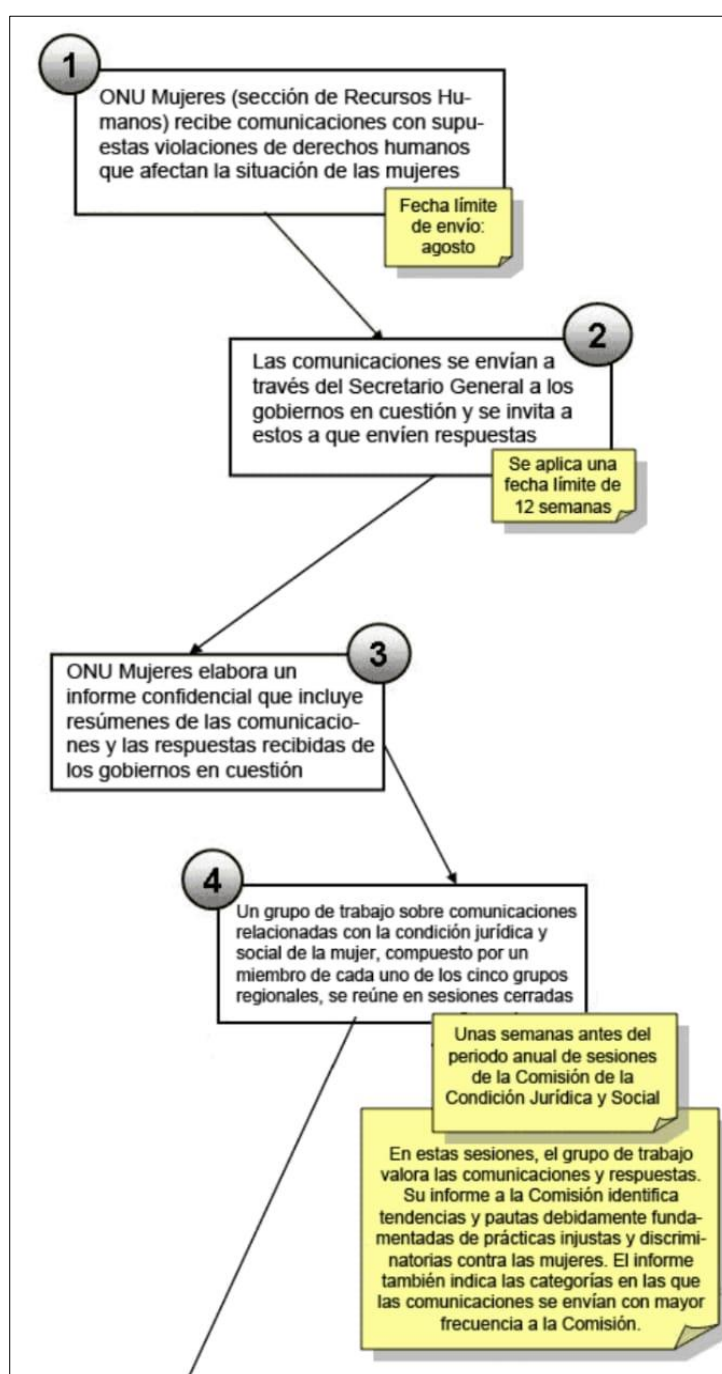 1
ONU Mujeres (sección de Recursos Hu-
manos) recibe comunicaciones con supu-
estas violaciones de derechos humanos
que afectan la situación de las mujeres
Fecha límite
de envío:
agosto
2
Las comunicaciones se envían a
través del Secretario General a los
gobiernos en cuestión y se invita a
estos a que envíen respuestas
Se aplica una
fecha límite de
12 semanas
3
ONU Mujeres elabora un
informe confidencial que incluye
resúmenes de las comunicacio-
nes y las respuestas recibidas de
los gobiernos en cuestión
4
Un grupo de trabajo sobre comunicaciones
relacionadas con la condición jurídica y
social de la mujer, compuesto por un
miembro de cada uno de los cinco grupos
regionales, se reúne en sesiones cerradas
Unas semanas antes del
periodo anual de sesiones
de la Comisión de la
Condición Jurídica y Social
En estas sesiones, el grupo de trabajo
valora las comunicaciones y respuestas.
Su informe a la Comisión identifica
tendencias y pautas debidamente funda-
mentadas de prácticas injustas y discrimi-
natorias contra las mujeres. El informe
también indica las categorías en las que
las comunicaciones se envían con mayor
frecuencia a la Comisión.